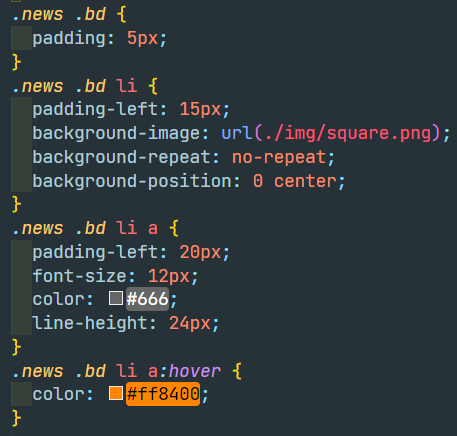 .news .bd {
  padding: 5px;
}
.news .bd li {
  padding-left: 15px;
  background-image: url(./img/square.png);
  background-repeat: no-repeat;
  background-position: 0 center;
}
.news .bd li a {
  padding-left: 20px;
  font-size: 12px;
  color: #666;
  line-height: 24px;
}
.news .bd li a:hover {
  color: #ff8400;
}